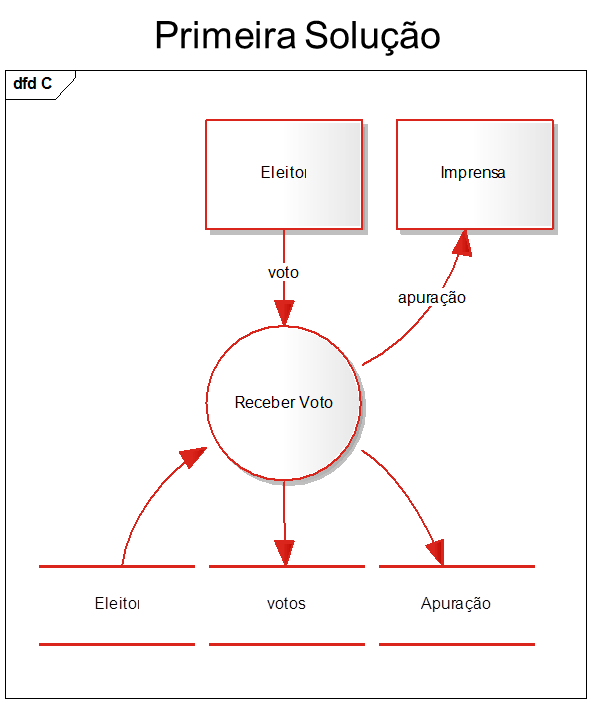 Primeira Solução
dfd C
Eleitor
Imprensa
voto
apuração
Receber Voto
Eleitor
votos
Apuração